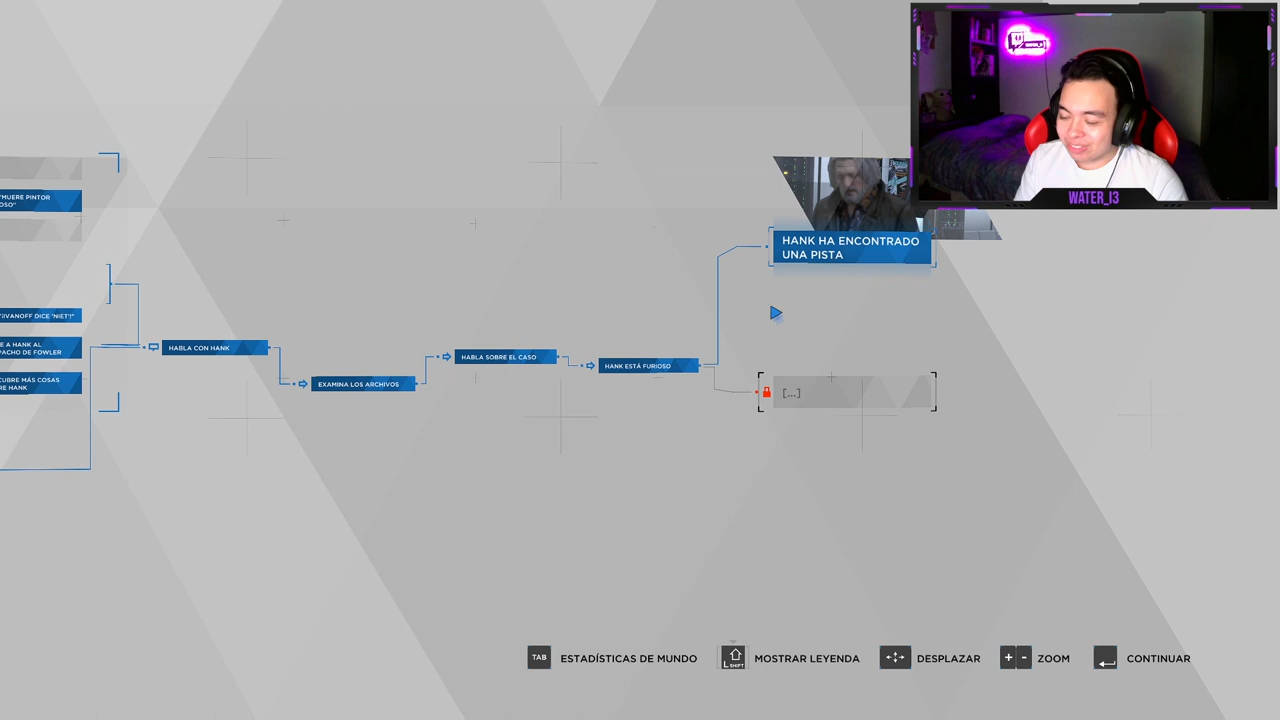 WATER_I3
"MUERE PINTOR
OSO"
"¡IVANOFF DICE 'NIET'!"
E A HANK AL
PACHO DE FOWLER
CUBRE MÁS COSAS
RE HANK
HABLA CON HANK
EXAMINA LOS ARCHIVOS
HABLA SOBRE EL CASO
HANK ESTÁ FURIOSO
HANK HA ENCONTRADO
UNA PISTA
[...]
TAB ESTADÍSTICAS DE MUNDO
L SHIFT MOSTRAR LEYENDA
DESPLAZAR
+ - ZOOM
CONTINUAR